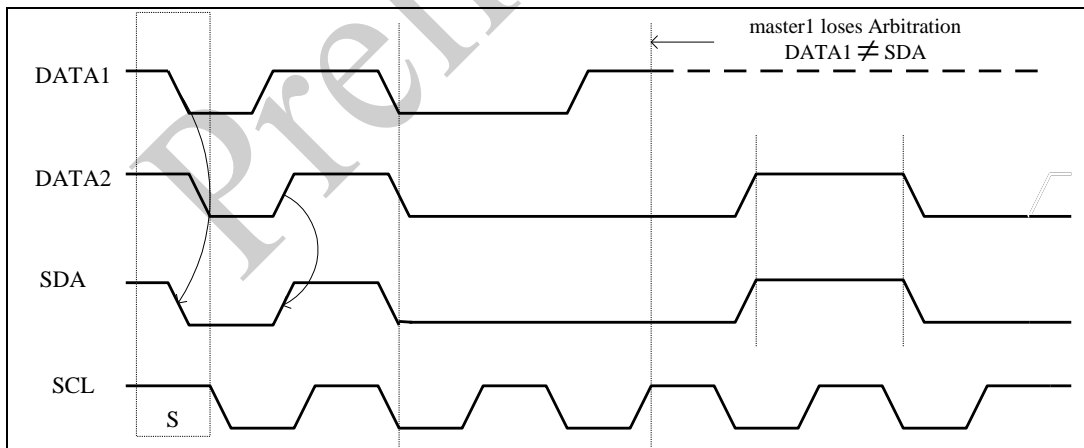 master1 loses Arbitration
DATA1 ≠ SDA
DATA1
DATA2
SDA
SCL
S